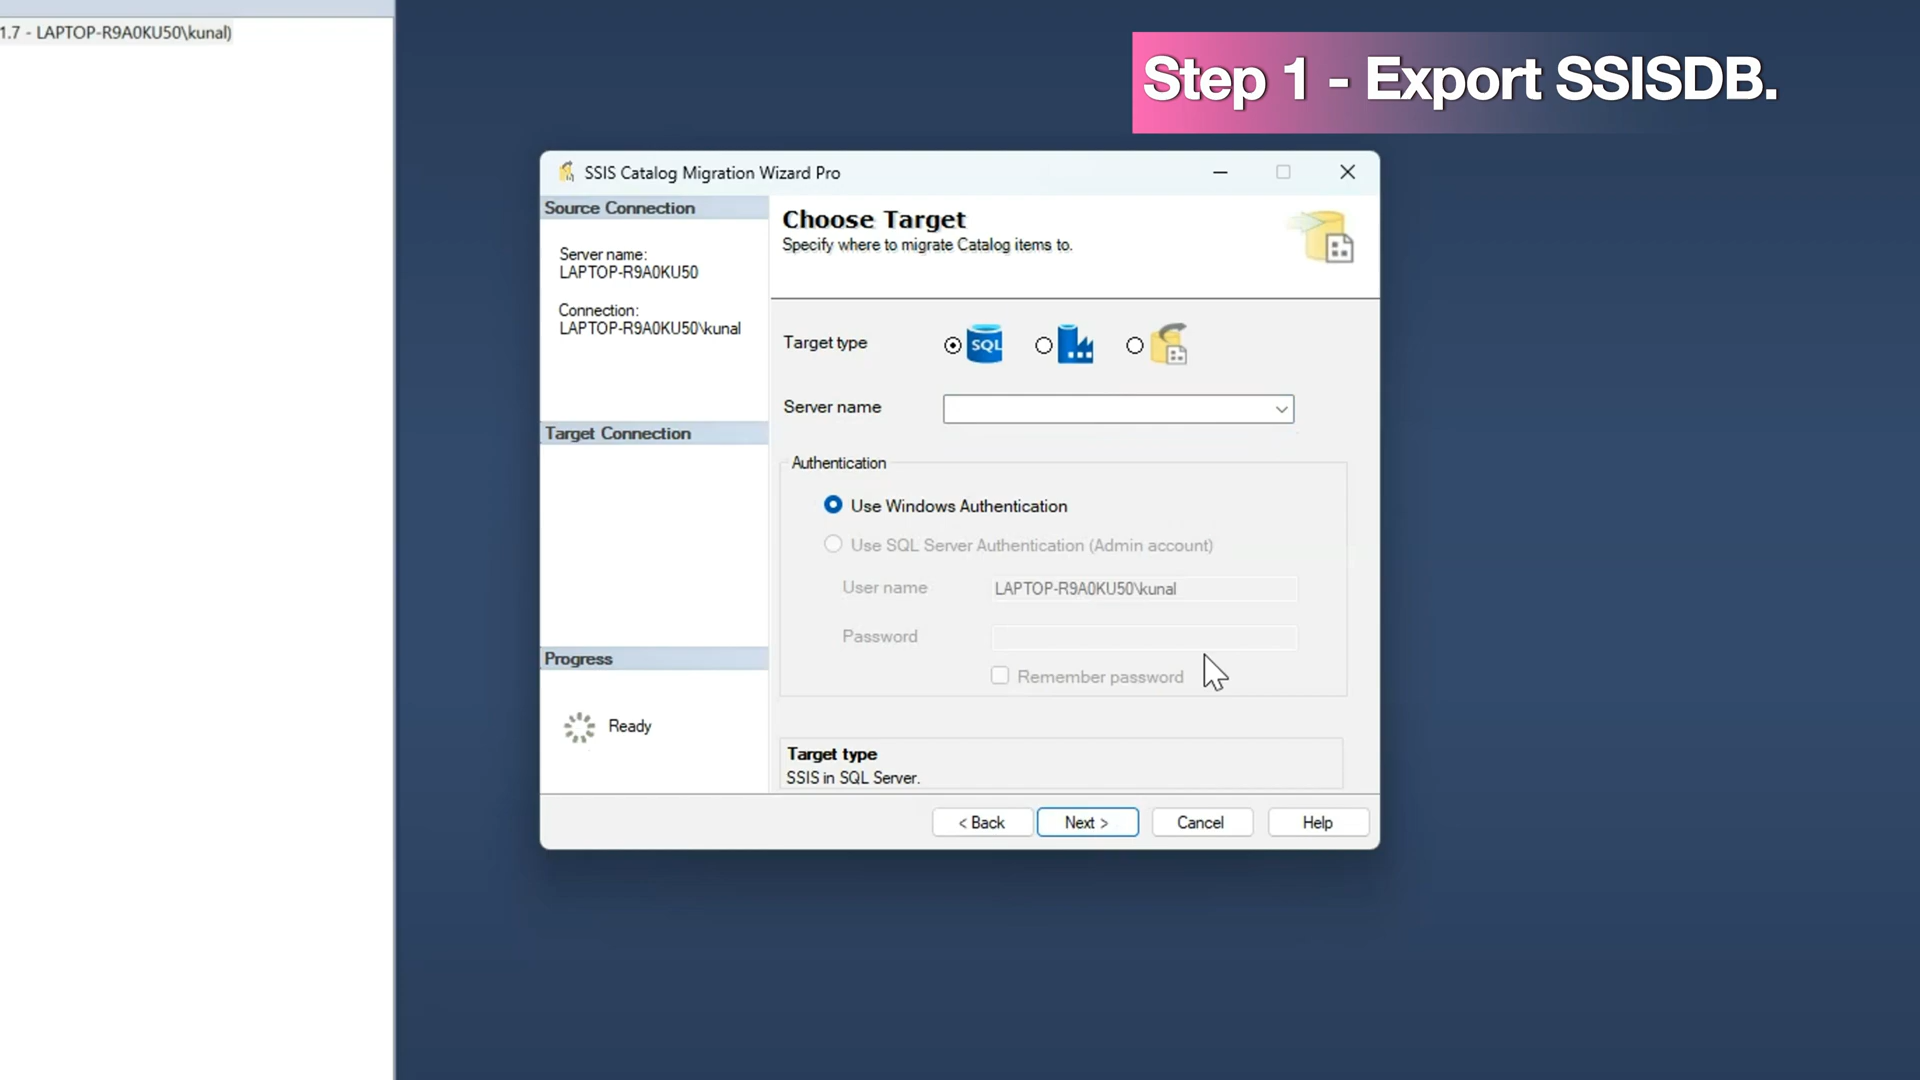 1.7 - LAPTOP-R9A0KU50\kunal)
Step 1 - Export SSISDB.
SSIS Catalog Migration Wizard Pro
Source Connection
Server name:
LAPTOP-R9A0KU50
Connection:
LAPTOP-R9A0KU50\kunal
Target Connection
Progress
Ready
Choose Target
Specify where to migrate Catalog items to.
Target type
SQL
Server name
Authentication
Use Windows Authentication
Use SQL Server Authentication (Admin account)
User name LAPTOP-R9A0KU50\kunal
Password
Remember password
Target type
SSIS in SQL Server.
< Back Next > Cancel Help